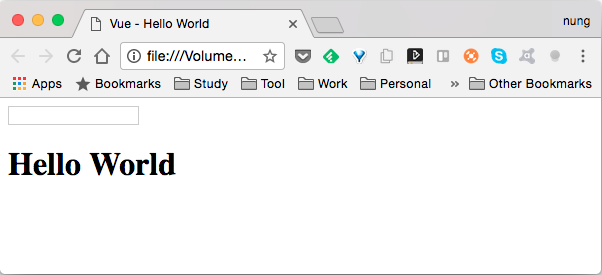 Vue - Hello World
nung
file:///Volume...
Apps Bookmarks Study Tool Work Personal » Other Bookmarks
Hello World